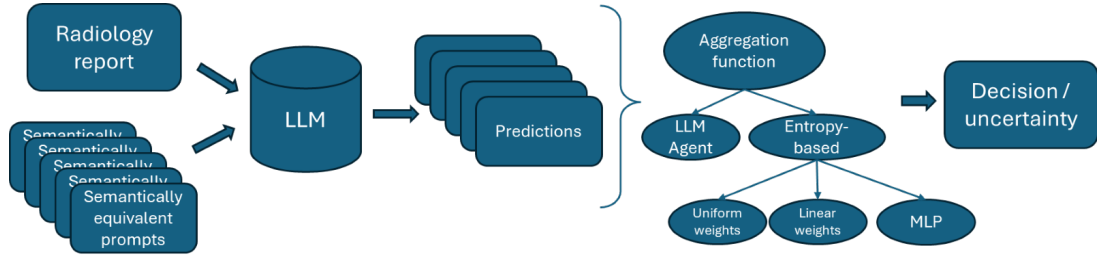 Radiology
report
Semantically
Semantically
Semantically
Semantically
Semantically
equivalent
prompts
LLM
Predictions
Aggregation
function
LLM
Agent
Entropy-
based
Uniform
weights
Linear
weights
MLP
Decision /
uncertainty